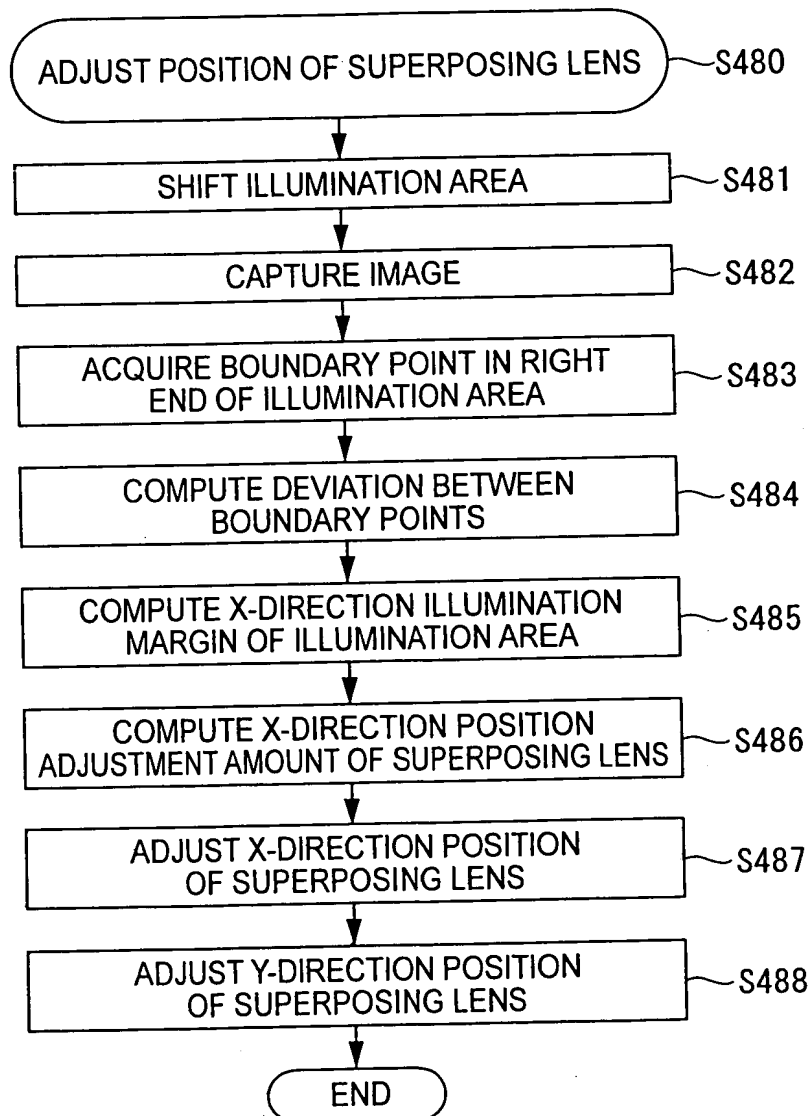 ADJUST POSITION OF SUPERPOSING LENS
S480
SHIFT ILLUMINATION AREA
S481
CAPTURE IMAGE
S482
ACQUIRE BOUNDARY POINT IN RIGHT
END OF ILLUMINATION AREA
S483
COMPUTE DEVIATION BETWEEN
BOUNDARY POINTS
S484
COMPUTE X-DIRECTION ILLUMINATION
MARGIN OF ILLUMINATION AREA
S485
COMPUTE X-DIRECTION POSITION
ADJUSTMENT AMOUNT OF SUPERPOSING LENS
S486
ADJUST X-DIRECTION POSITION
OF SUPERPOSING LENS
S487
ADJUST Y-DIRECTION POSITION
OF SUPERPOSING LENS
S488
END